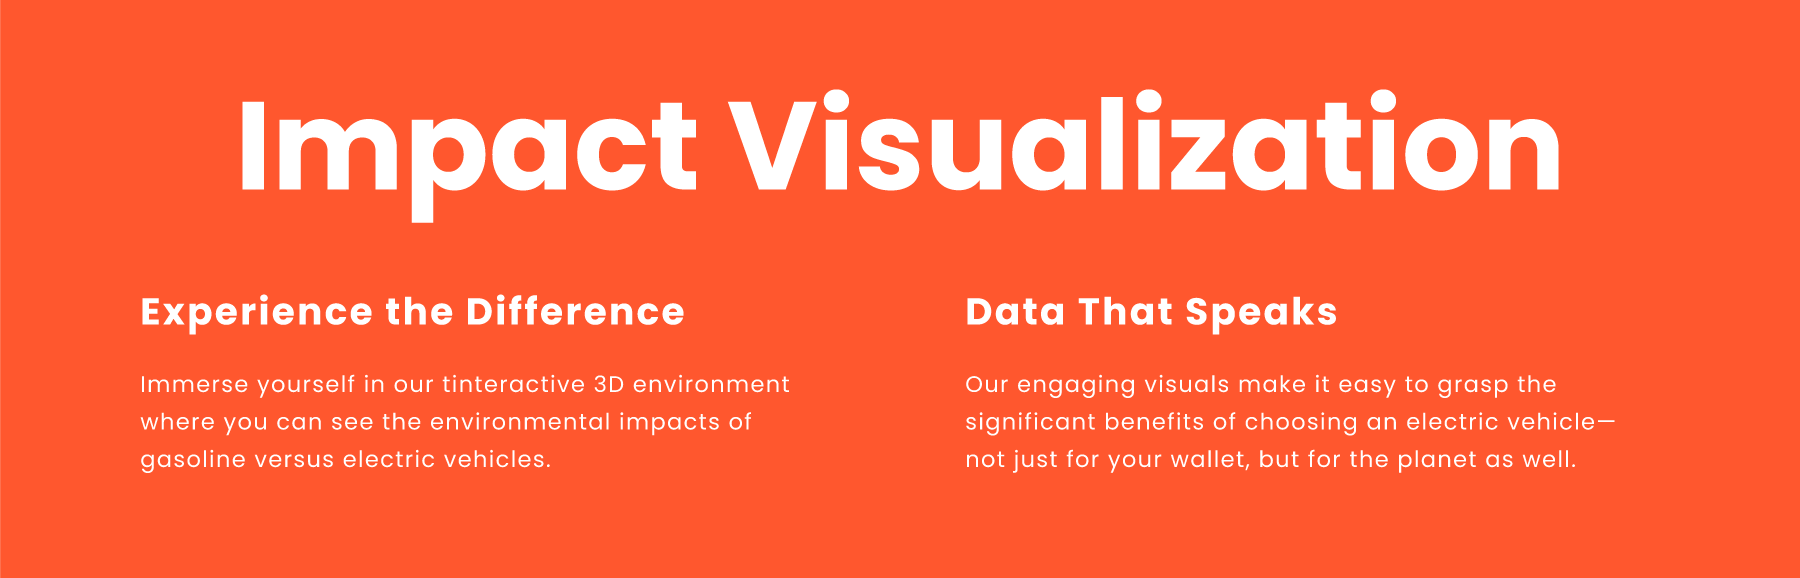 Impact Visualization
Experience the Difference
Immerse yourself in our tinteractive 3D environment
where you can see the environmental impacts of
gasoline versus electric vehicles.
Data That Speaks
Our engaging visuals make it easy to grasp the
significant benefits of choosing an electric vehicle—
not just for your wallet, but for the planet as well.